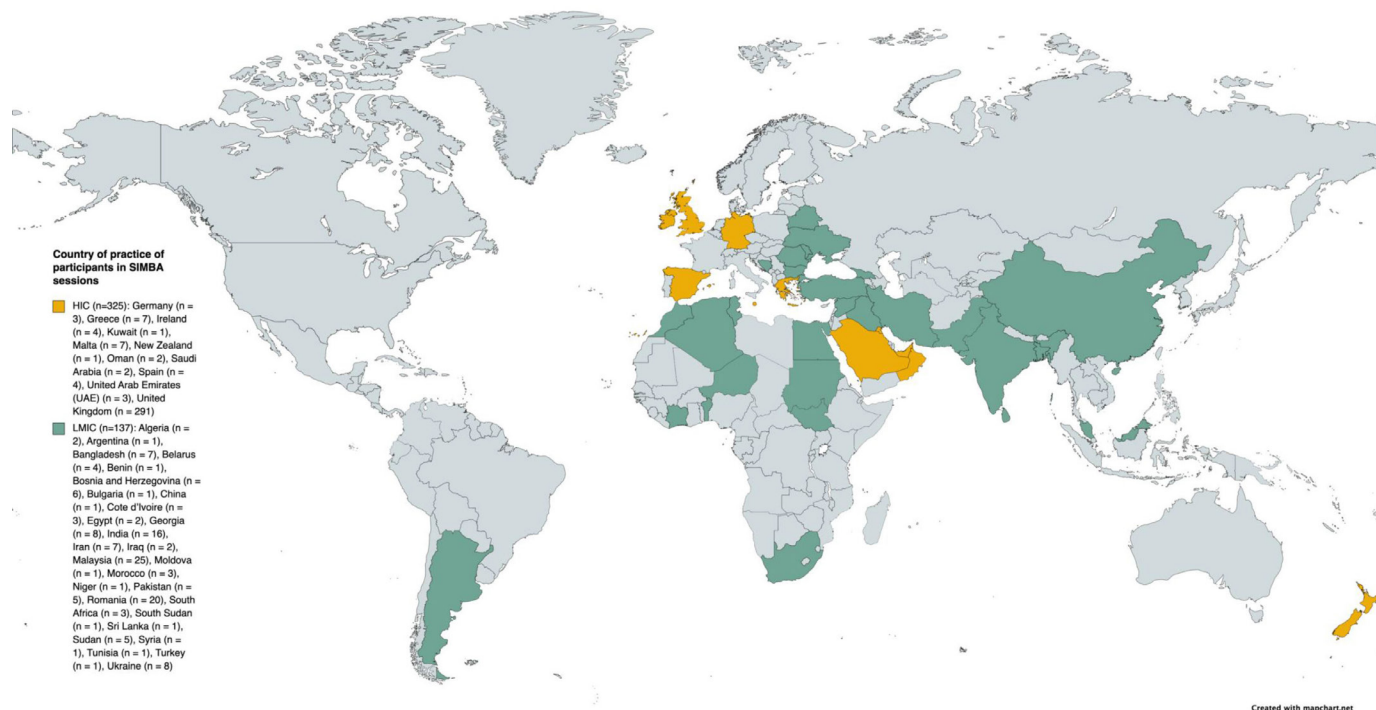 Country of practice of
participants in SIMBA
sessions
HIC (n=325): Germany (n =
3), Greece (n = 7), Ireland
(n = 4), Kuwait (n = 1),
Malta (n = 7), New Zealand
(n = 1), Oman (n = 2), Saudi
Arabia (n = 2), Spain (n =
4), United Arab Emirates
(UAE) (n = 3), United
Kingdom (n = 291)
LMIC (n=137): Algeria (n =
2), Argentina (n = 1),
Bangladesh (n = 7), Belarus
(n = 4), Benin (n = 1),
Bosnia and Herzegovina (n =
6), Bulgaria (n = 1), China
(n = 1), Cote d'Ivoire (n =
3), Egypt (n = 2), Georgia
(n = 8), India (n = 16),
Iran (n = 7), Iraq (n = 2),
Malaysia (n = 25), Moldova
(n = 1), Morocco (n = 3),
Niger (n = 1), Pakistan (n =
5), Romania (n = 20), South
Africa (n = 3), South Sudan
(n = 1), Sri Lanka (n = 1),
Sudan (n = 5), Syria (n =
1), Tunisia (n = 1), Turkey
(n = 1), Ukraine (n = 8)
Created with mapchart.net